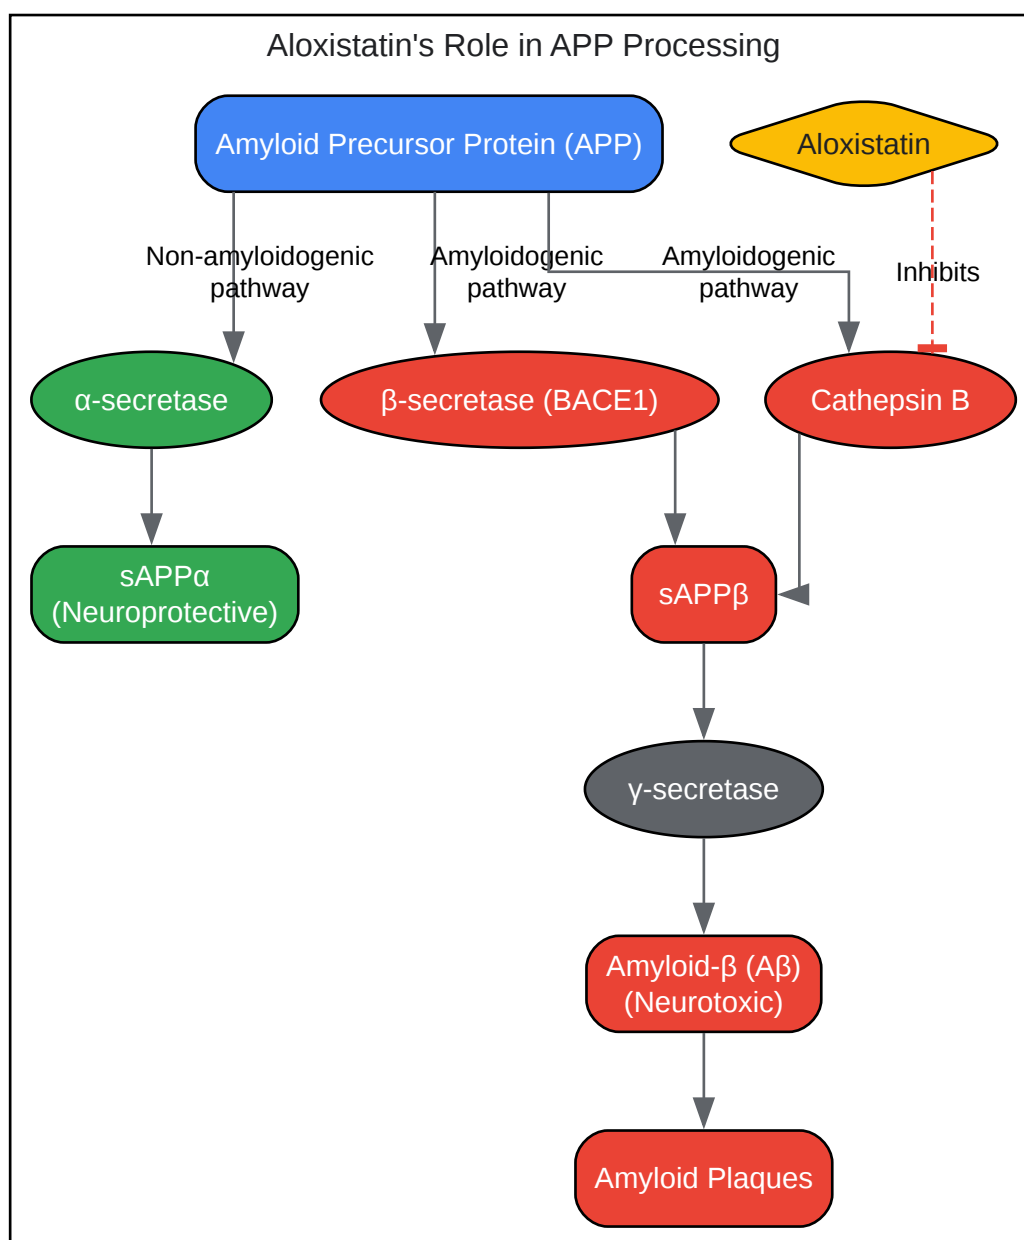 Aloxistatin's Role in APP Processing
Amyloid Precursor Protein (APP)
Aloxistatin
Non-amyloidogenic
pathway
Amyloidogenic
pathway
Amyloidogenic
pathway
Inhibits
α-secretase
β-secretase (BACE1)
Cathepsin B
sAPPα
(Neuroprotective)
sAPPβ
γ-secretase
Amyloid-β (Aβ)
(Neurotoxic)
Amyloid Plaques